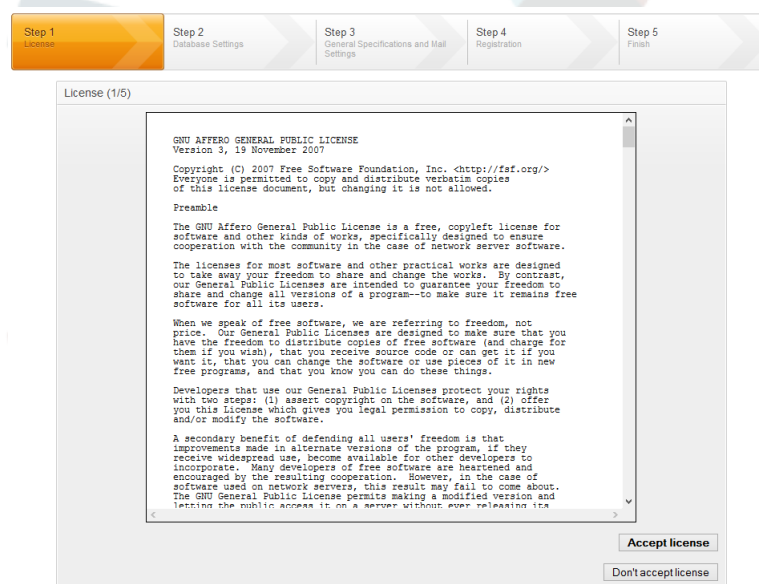 Step 1
License
Step 2
Database Settings
Step 3
General Specifications and Mail
Settings
Step 4
Registration
Step 5
Finish
License (1/5)
GNU AFFERO GENERAL PUBLIC LICENSE
Version 3, 19 November 2007
Copyright (C) 2007 Free Software Foundation, Inc. <http://fsf.org/>
Everyone is permitted to copy and distribute verbatim copies
of this license document, but changing it is not allowed.
Preamble
The GNU Affero General Public License is a free, copyleft license for
software and other kinds of works, specifically designed to ensure
cooperation with the community in the case of network server software.
The licenses for most software and other practical works are designed
to take away your freedom to share and change the works.  By contrast,
our General Public Licenses are intended to guarantee your freedom to
share and change all versions of a program--to make sure it remains free
software for all its users.
When we speak of free software, we are referring to freedom, not
price.  Our General Public Licenses are designed to make sure that you
have the freedom to distribute copies of free software (and charge for
them if you wish), that you receive source code or can get it if you
want it, that you can change the software or use pieces of it in new
free programs, and that you know you can do these things.
Developers that use our General Public Licenses protect your rights
with two steps: (1) assert copyright on the software, and (2) offer
you this License which gives you legal permission to copy, distribute
and/or modify the software.
A secondary benefit of defending all users' freedom is that
improvements made in alternate versions of the program, if they
receive widespread use, become available for other developers to
incorporate.  Many developers of free software are heartened and
encouraged by the resulting cooperation.  However, in the case of
software used on network servers, this result may fail to come about.
The GNU General Public License permits making a modified version and
letting the public access it on a server without ever releasing its
Accept license
Don't accept license